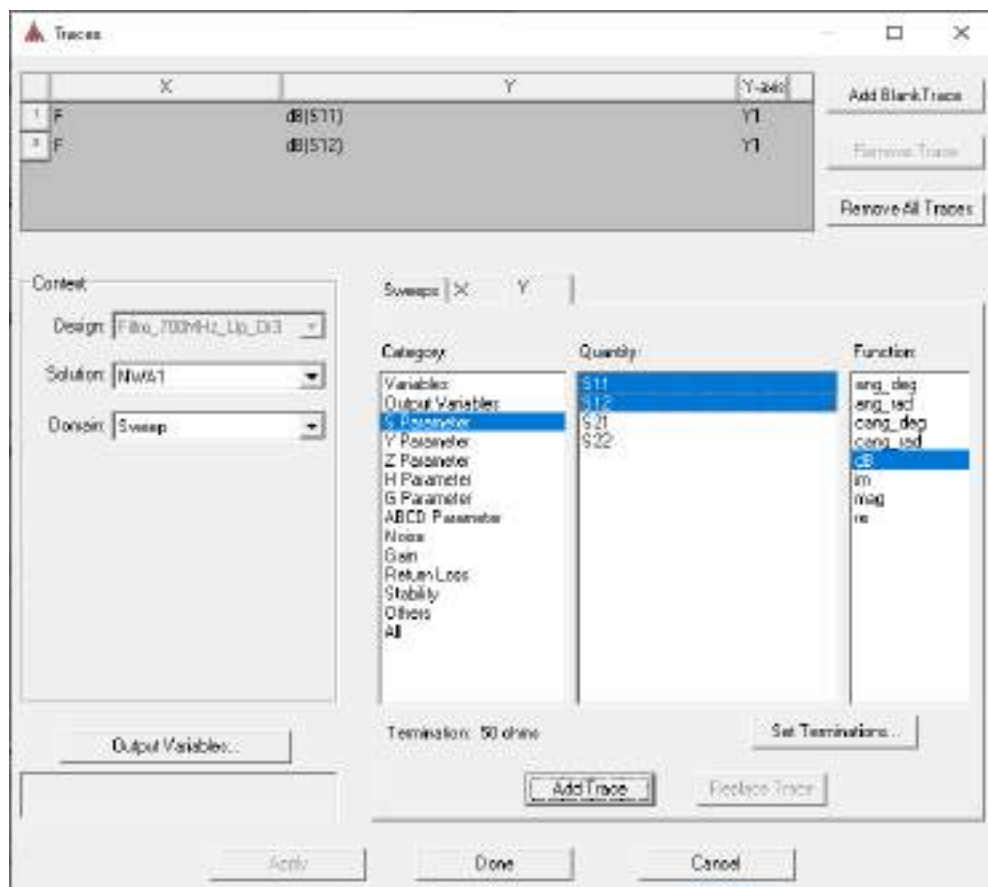 Traces
X Y Y-axis
1 F dB(S11) Y1
F dB(S12) Y1
Add Blank Trace
Remove Trace
Remove All Traces
Context
Design:
Solution: NWA1
Domain: Sweep
Sweeps X Y
Category:
Variables
Output Variables
S Parameter
Y Parameter
Z Parameter
H Parameter
G Parameter
ABCD Parameter
Noise
Gain
Return Loss
Stability
Others
All
Quantity:
S11
S12
S21
S22
Function:
ang_deg
ang_rad
cang_deg
cang_rad
dB
im
mag
re
Termination: 50 ohms
Set Terminations...
Output Variables...
Add Trace
Replace Trace
Apply
Done
Cancel